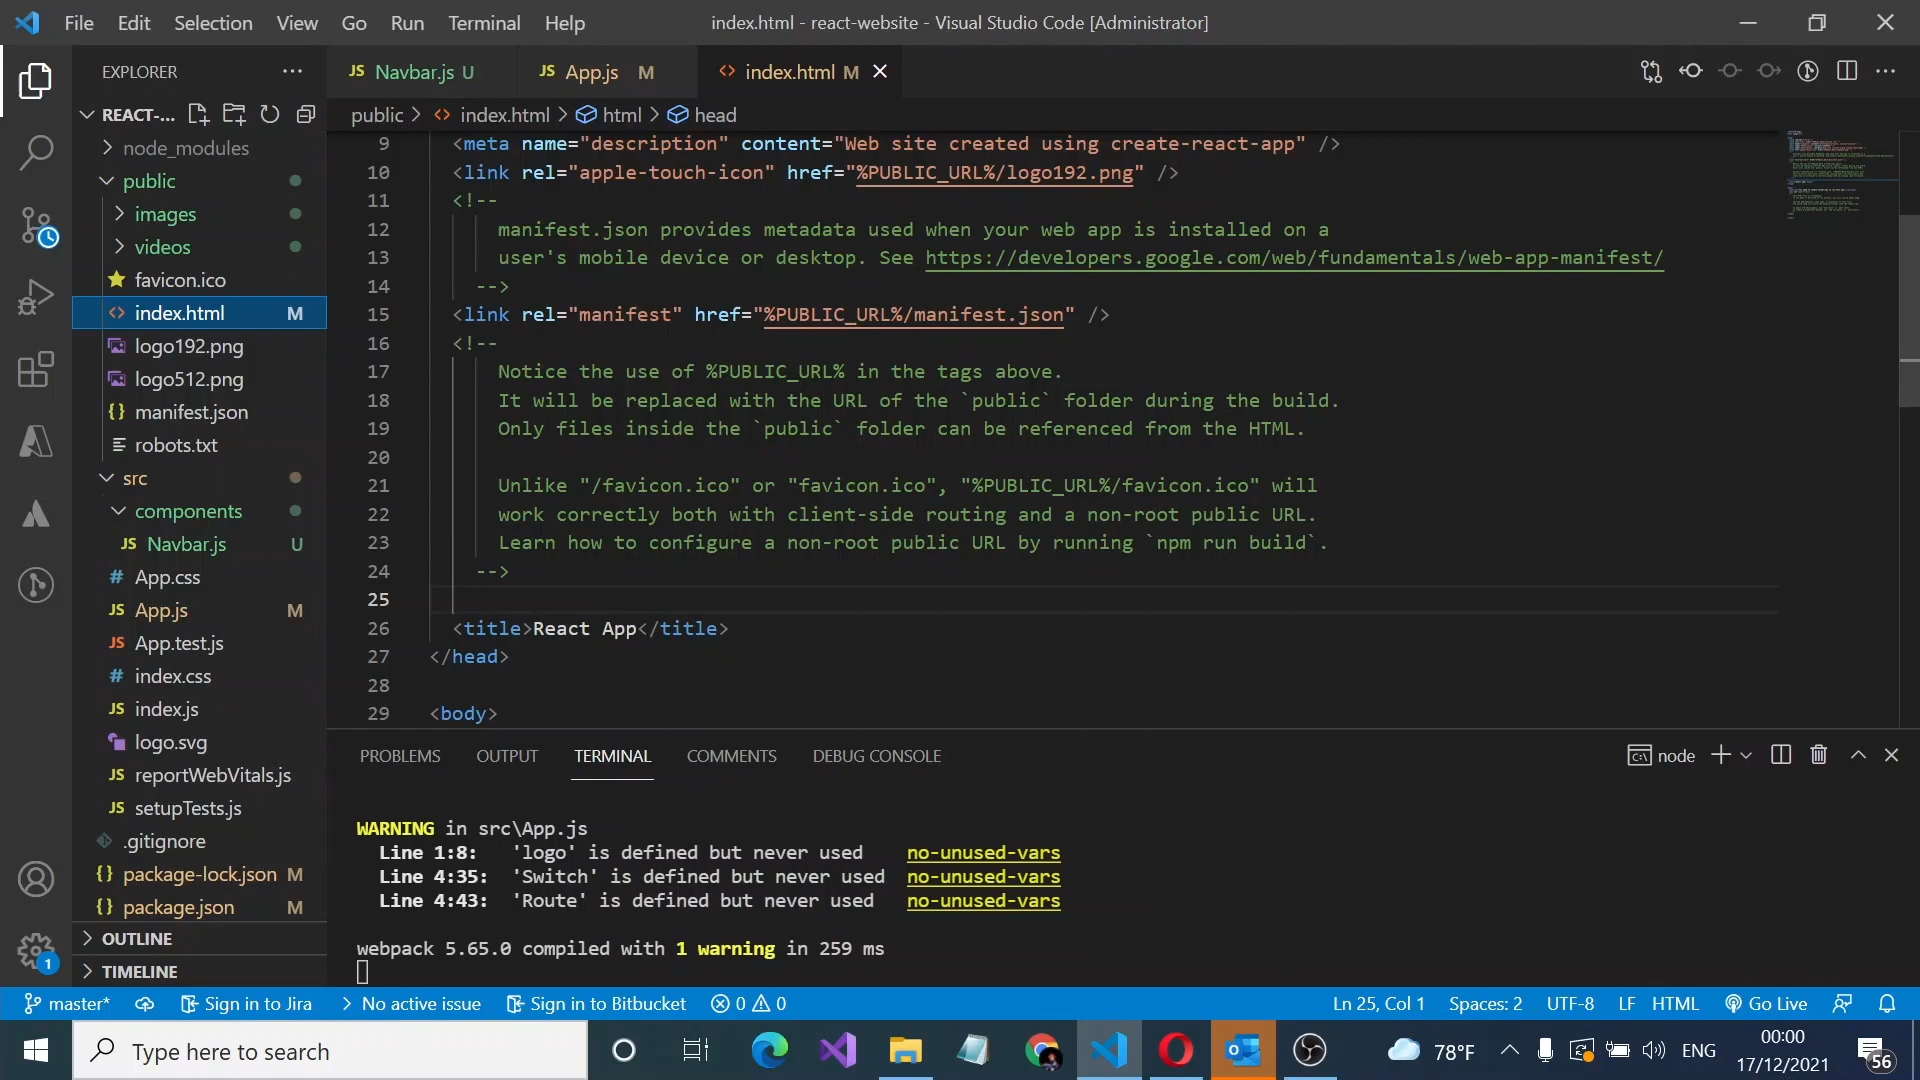 File Edit Selection View Go Run Terminal Help
index.html - react-website - Visual Studio Code [Administrator]
EXPLORER
REACT-...
node_modules
public
images
videos
favicon.ico
index.html M
logo192.png
logo512.png
manifest.json
robots.txt
src
components
JS Navbar.js U
# App.css
JS App.js M
JS App.test.js
# index.css
JS index.js
logo.svg
JS reportWebVitals.js
JS setupTests.js
.gitignore
{} package-lock.json M
{} package.json M
OUTLINE
TIMELINE
1
JS Navbar.js U
JS App.js M
<> index.html M
public > <> index.html > html > head
9 <meta name="description" content="Web site created using create-react-app" />
10 <link rel="apple-touch-icon" href="%PUBLIC_URL%/logo192.png" />
11 <!--
12 manifest.json provides metadata used when your web app is installed on a
13 user's mobile device or desktop. See https://developers.google.com/web/fundamentals/web-app-manifest/
14 -->
15 <link rel="manifest" href="%PUBLIC_URL%/manifest.json" />
16 <!--
17 Notice the use of %PUBLIC_URL% in the tags above.
18 It will be replaced with the URL of the `public` folder during the build.
19 Only files inside the `public` folder can be referenced from the HTML.
20
21 Unlike "/favicon.ico" or "favicon.ico", "%PUBLIC_URL%/favicon.ico" will
22 work correctly both with client-side routing and a non-root public URL.
23 Learn how to configure a non-root public URL by running `npm run build`.
24 -->
25
26 <title>React App</title>
27 </head>
28
29 <body>
PROBLEMS OUTPUT TERMINAL COMMENTS DEBUG CONSOLE
node
WARNING in src\App.js
Line 1:8: 'logo' is defined but never used no-unused-vars
Line 4:35: 'Switch' is defined but never used no-unused-vars
Line 4:43: 'Route' is defined but never used no-unused-vars
webpack 5.65.0 compiled with 1 warning in 259 ms
master* Sign in to Jira No active issue Sign in to Bitbucket 0 0
Ln 25, Col 1 Spaces: 2 UTF-8 LF HTML Go Live
Type here to search
78°F
ENG
00:00
17/12/2021
56